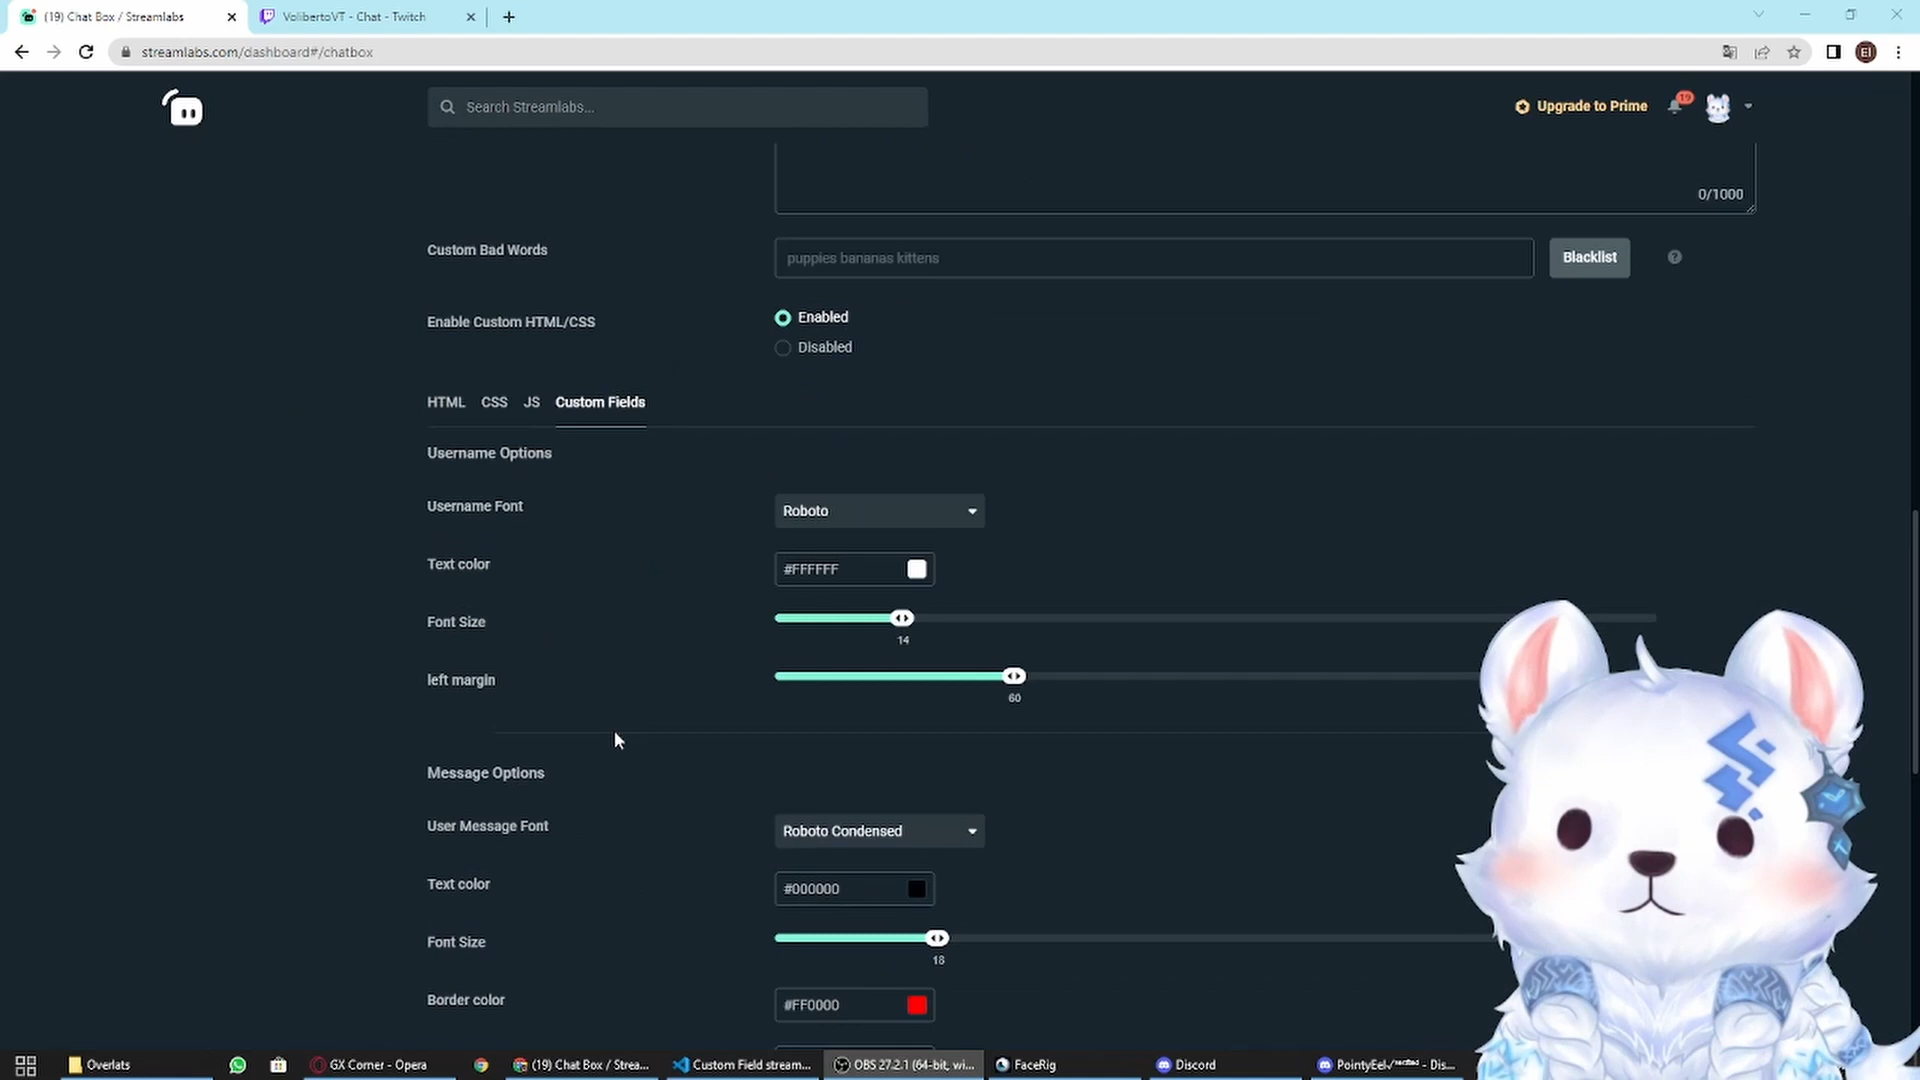 (19) Chat Box / Streamlabs
VolibertoVT - Chat - Twitch
streamlabs.com/dashboard#/chatbox
EI
Search Streamlabs...
Upgrade to Prime
19
0/1000
Custom Bad Words
puppies bananas kittens
Blacklist
?
Enable Custom HTML/CSS
Enabled
Disabled
HTML CSS JS Custom Fields
Username Options
Username Font
Roboto
Text color
#FFFFFF
Font Size
14
left margin
60
Message Options
User Message Font
Roboto Condensed
Text color
#000000
Font Size
18
Border color
#FF0000
Overlats
GX Corner - Opera
(19) Chat Box / Strea...
Custom Field stream...
OBS 27.2.1 (64-bit, wi...
FaceRig
Discord